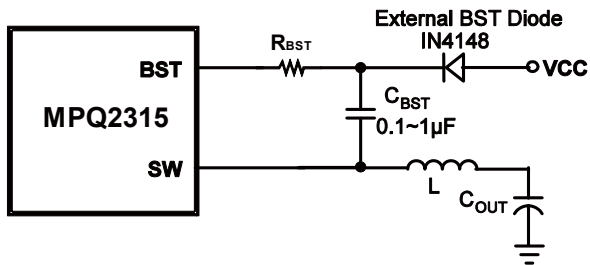 External BST Diode
IN4148
RBST
BST
VCC
CBST
MPQ2315
0.1~1µF
SW
L
COUT